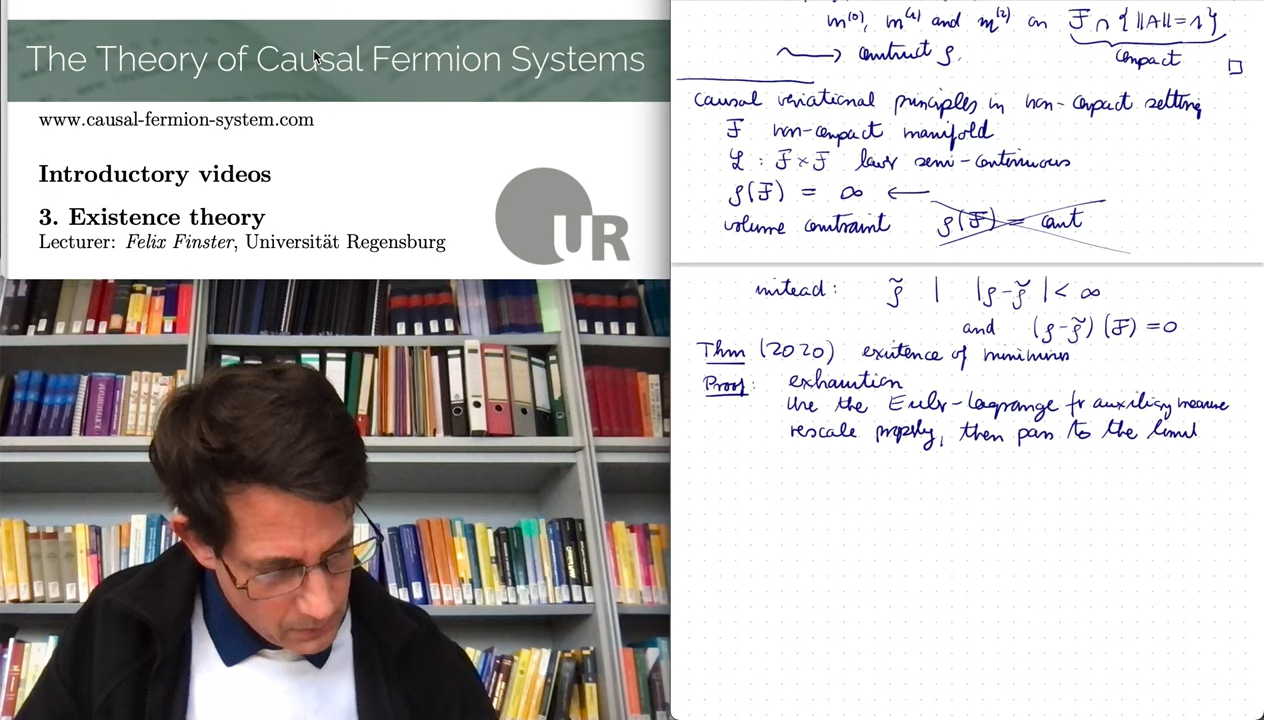 The Theory of Causal Fermion Systems
www.causal-fermion-system.com
Introductory videos
3. Existence theory
Lecturer: Felix Finster, Universität Regensburg
UR
m⁽⁰⁾, m⁽¹⁾ and m⁽²⁾ on F ∩ {||A||=1}
compact
⟿ construct ρ. □
causal variational principles in non-compact setting
F non-compact manifold
L : F×F lower semi-continuous
ρ(F) = ∞ ←
volume constraint ρ(F) = const
instead: ρ̃ | |ρ-ρ̃| < ∞
and (ρ-ρ̃)(F) = 0
Thm (2020) existence of minimizers
Proof: exhaustion
Use the Euler-Lagrange for auxiliary measure
rescale properly, then pass to the limit